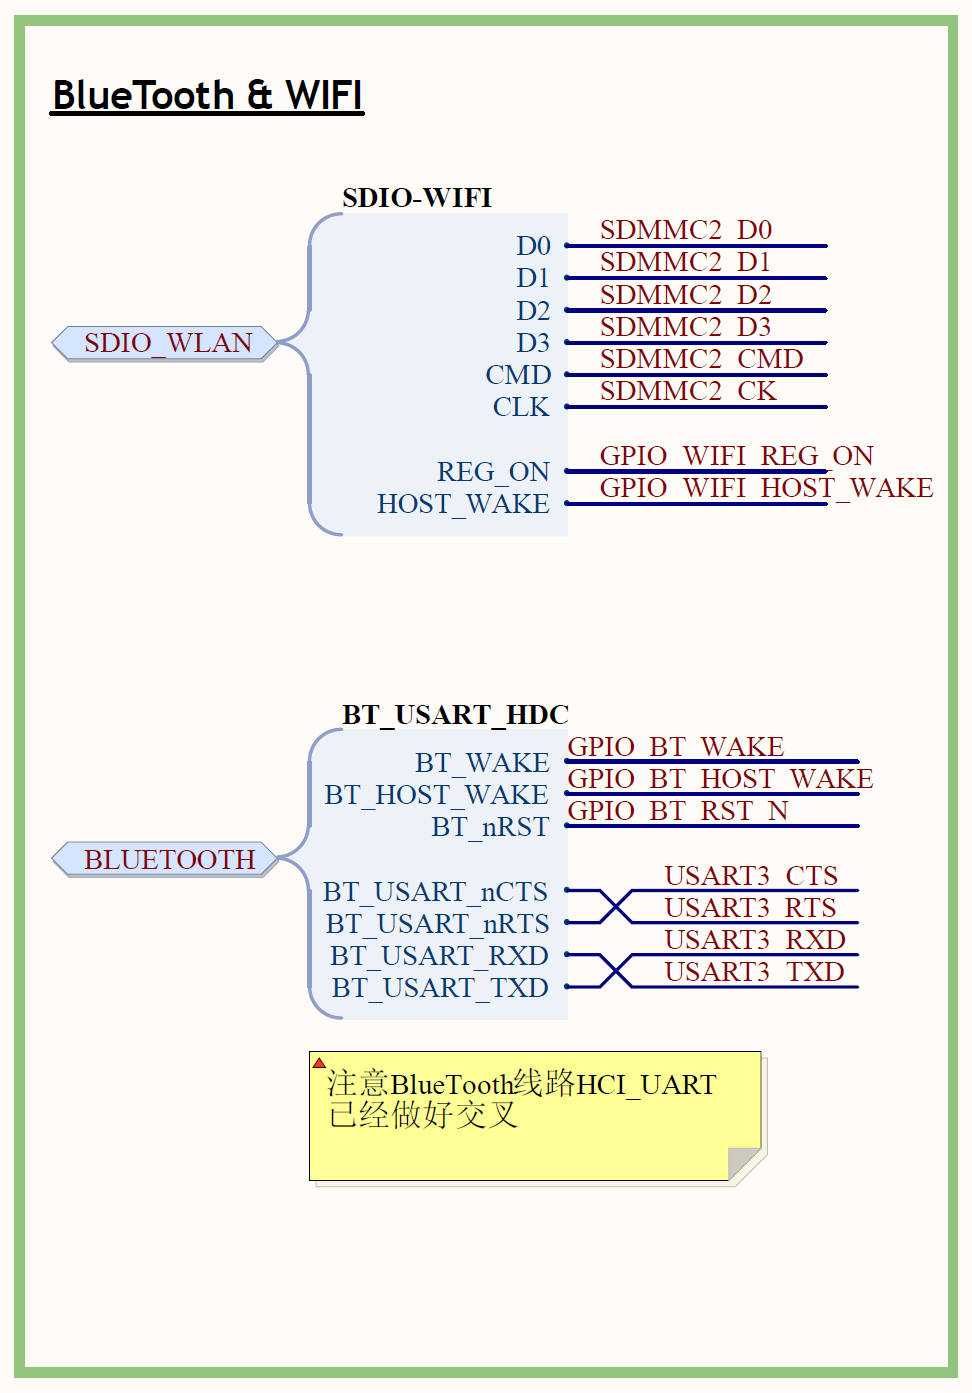 BlueTooth & WIFI
SDIO-WIFI
SDIO_WLAN
D0 SDMMC2_D0
D1 SDMMC2_D1
D2 SDMMC2_D2
D3 SDMMC2_D3
CMD SDMMC2_CMD
CLK SDMMC2_CK
REG_ON GPIO_WIFI_REG_ON
HOST_WAKE GPIO_WIFI_HOST_WAKE
BT_USART_HDC
BLUETOOTH
BT_WAKE GPIO_BT_WAKE
BT_HOST_WAKE GPIO_BT_HOST_WAKE
BT_nRST GPIO_BT_RST_N
BT_USART_nCTS USART3_CTS
BT_USART_nRTS USART3_RTS
BT_USART_RXD USART3_RXD
BT_USART_TXD USART3_TXD
注意BlueTooth线路HCI_UART
已经做好交叉